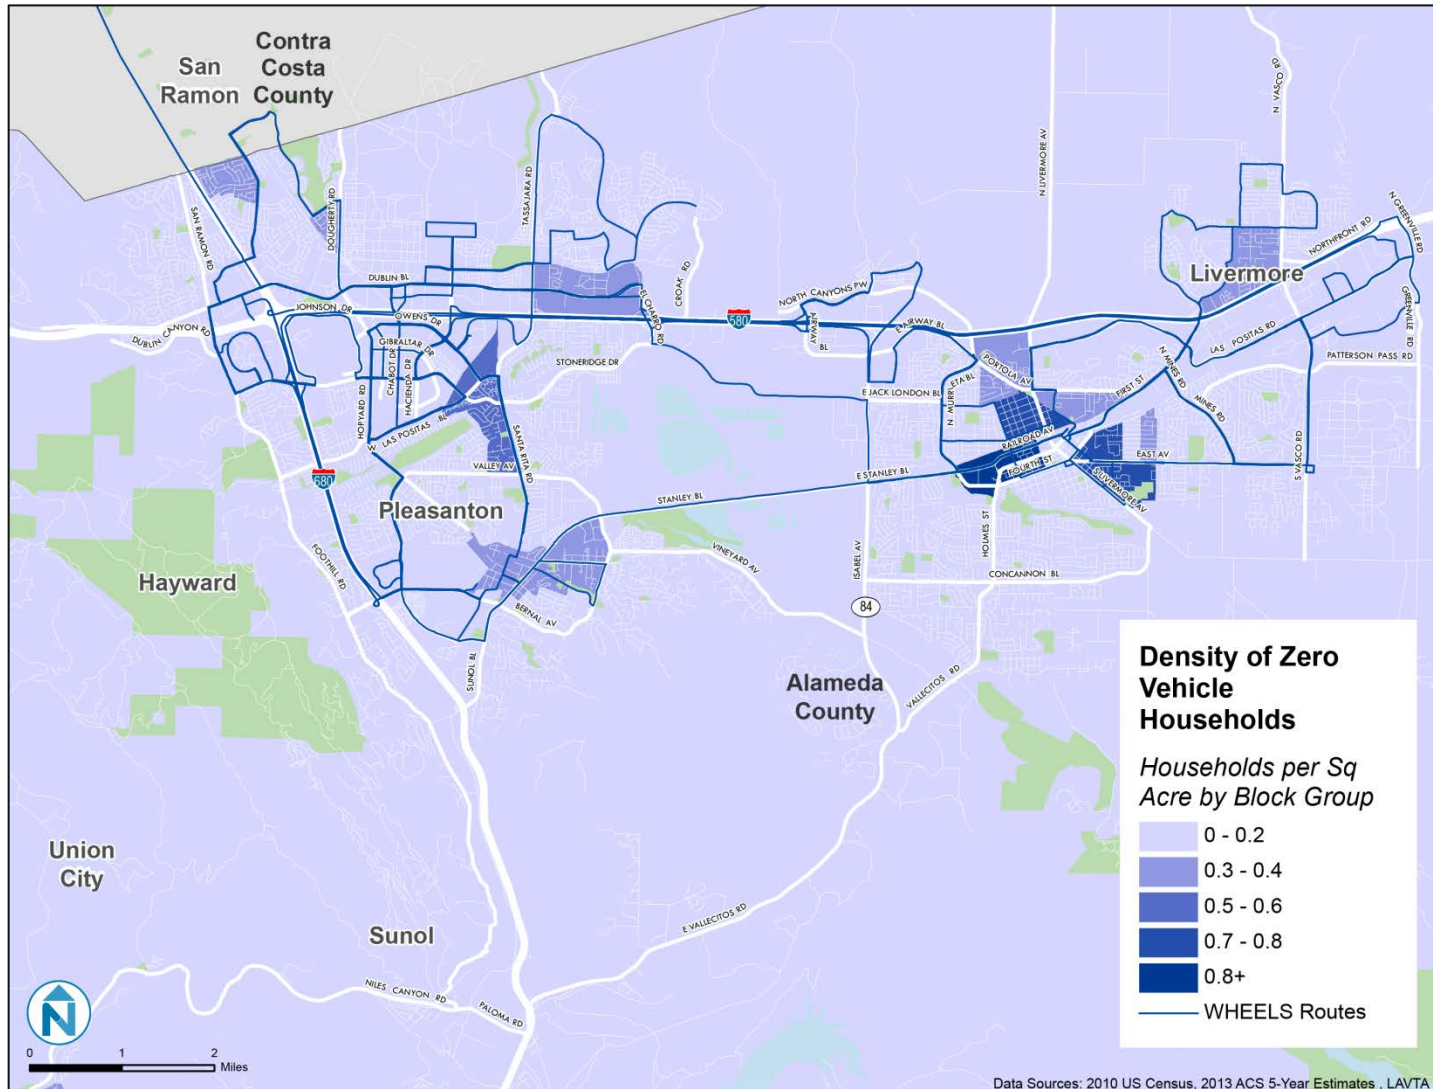 Contra
Costa
County
San
Ramon
N VASCO RD
N LIVERMORE AV
TASSAJARA RD
DOUGHERTY RD
SAN RAMON RD
N GREENVILLE RD
NORTHFRONT RD
Livermore
DUBLIN BL
CROAK RD
EL CHARRO RD
NORTH CANYONS PW
JOHNSON DR
OWENS DR
580
AIRWAY
BL
E AIRWAY BL
GREENVILLE RD
DUBLIN CANYON RD
GIBRALTAR DR
LAS POSITAS RD
PATTERSON PASS RD
STONERIDGE DR
CHABOT DR
HACIENDA DR
HOPYARD RD
PORTOLA AV
N MINES RD
N MURRIETA BL
FIRST ST
E JACK LONDON BL
MINES RD
W LAS POSITAS BL
SANTA RITA RD
RAILROAD AV
EAST AV
S VASCO RD
VALLEY AV
FOURTH ST
E STANLEY BL
S LIVERMORE AV
680
STANLEY BL
Pleasanton
HOLMES ST
FOOTHILL RD
VINEYARD AV
ISABEL AV
Hayward
CONCANNON BL
84
BERNAL AV
SUNOL BL
VALLECITOS RD
Alameda
County
Density of Zero
Vehicle
Households
Households per Sq
Acre by Block Group
0 - 0.2
0.3 - 0.4
0.5 - 0.6
0.7 - 0.8
0.8+
WHEELS Routes
Union
City
Sunol
E VALLECITOS RD
NILES CANYON RD
PALOMA RD
N
0 1 2
Miles
Data Sources: 2010 US Census, 2013 ACS 5-Year Estimates , LAVTA